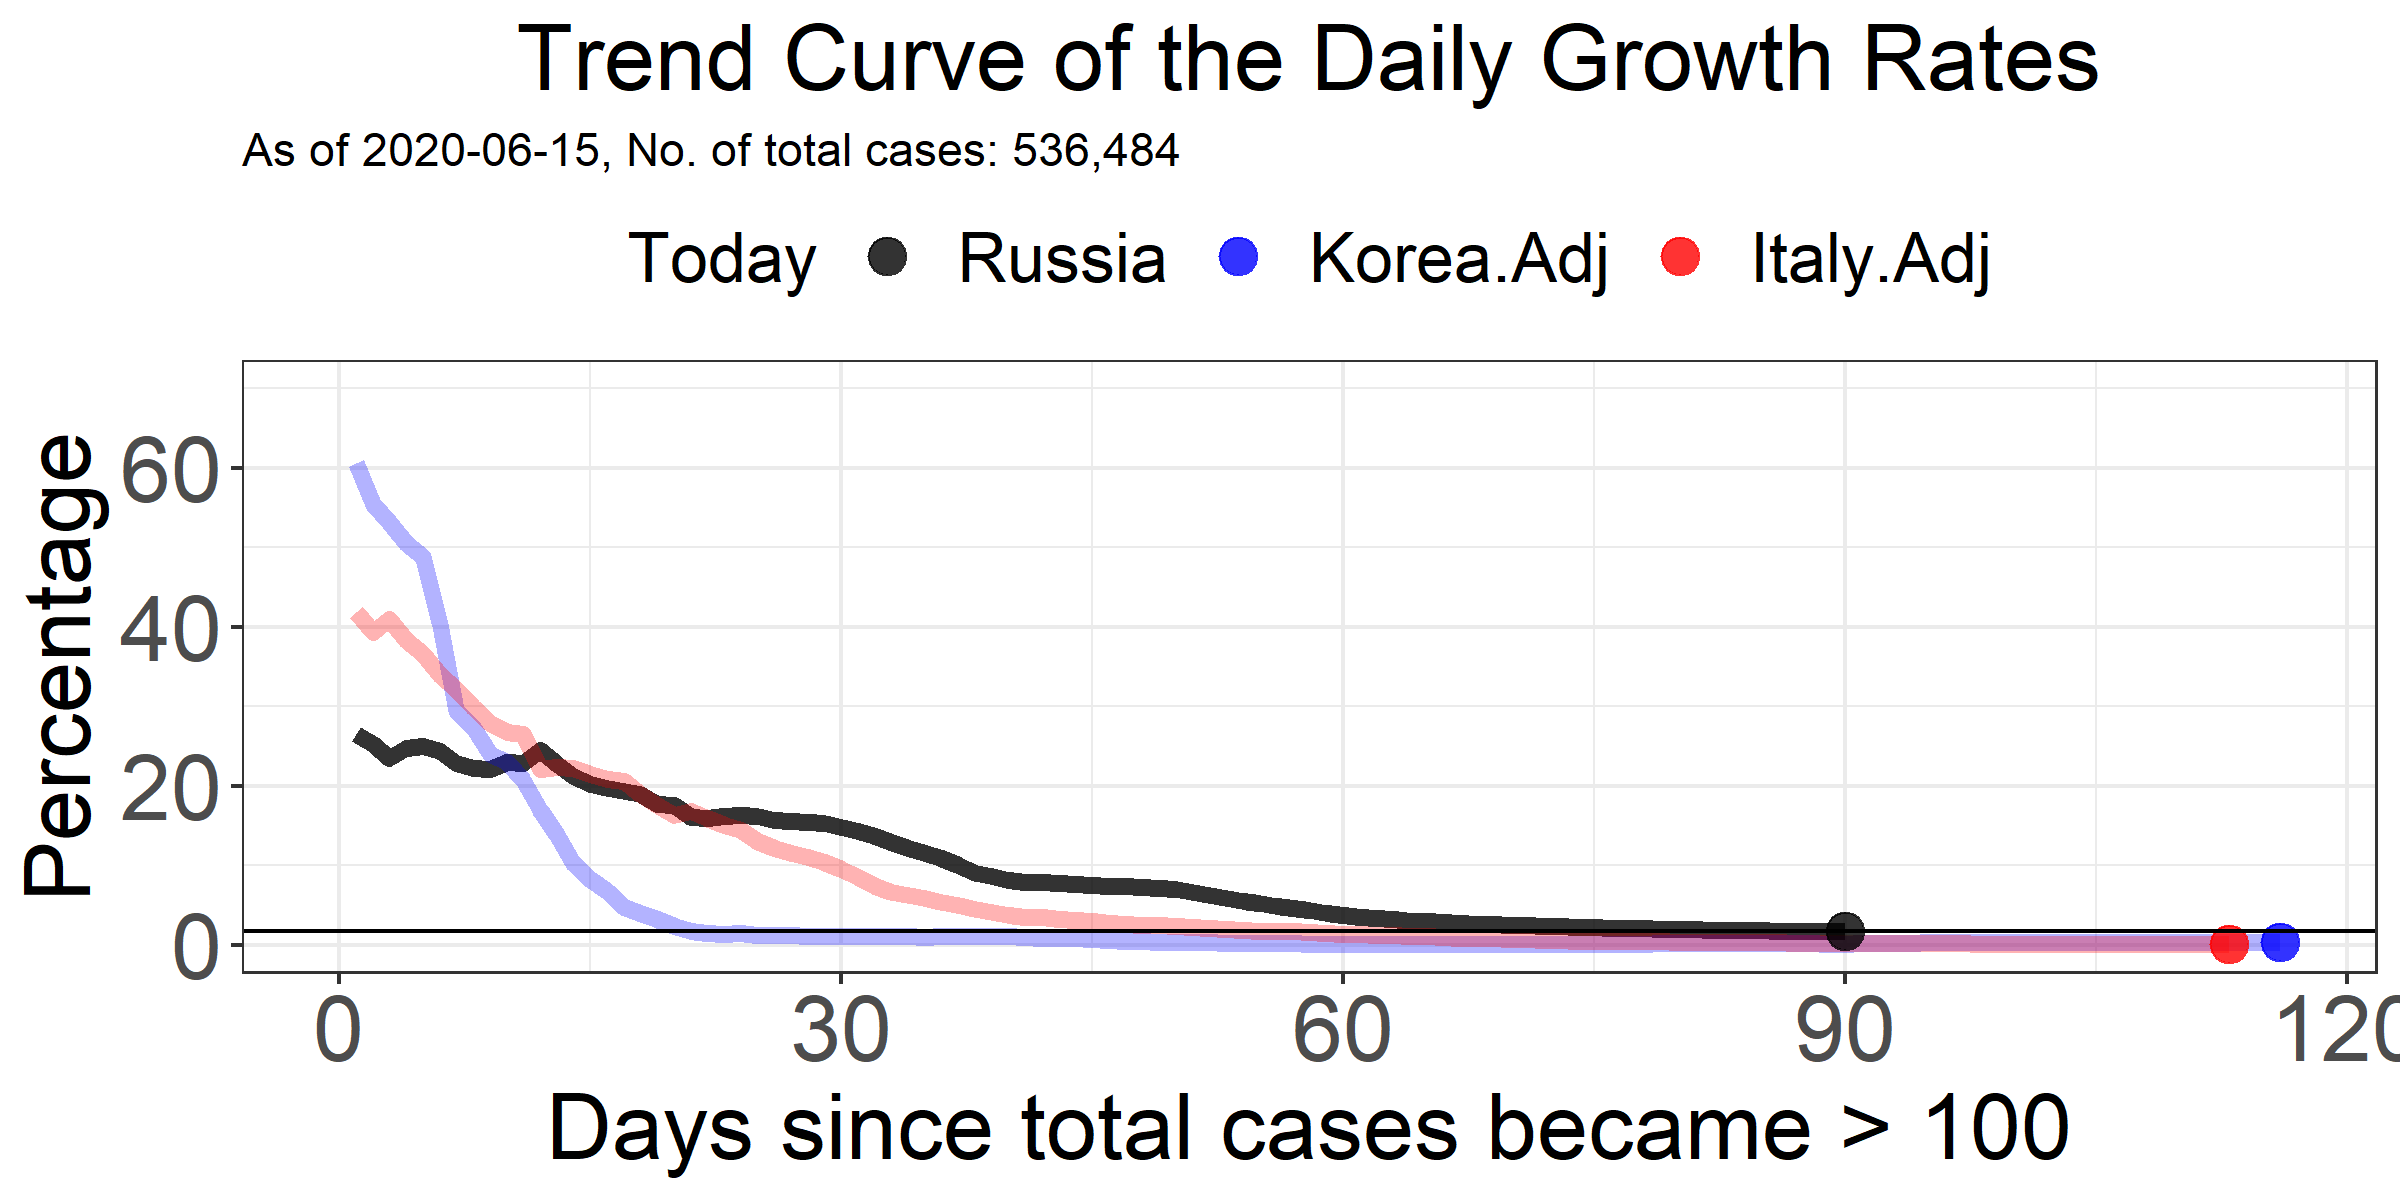 Trend Curve of the Daily Growth Rates
As of 2020-06-15, No. of total cases: 536,484
Today Russia Korea.Adj Italy.Adj
Percentage
60
40
20
0
0 30 60 90 120
Days since total cases became > 100